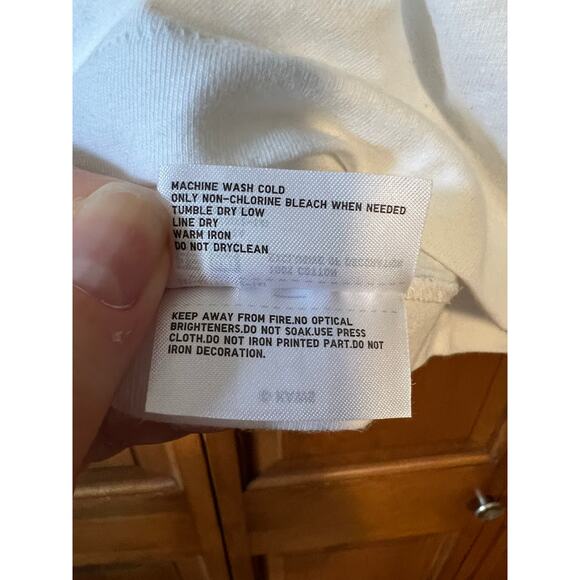 MACHINE WASH COLD
ONLY NON-CHLORINE BLEACH WHEN NEEDED
TUMBLE DRY LOW
LINE DRY
WARM IRON
DO NOT DRYCLEAN
100% COTTON
KEEP AWAY FROM FIRE.NO OPTICAL
BRIGHTENERS.DO NOT SOAK.USE PRESS
CLOTH.DO NOT IRON PRINTED PART.DO NOT
IRON DECORATION.